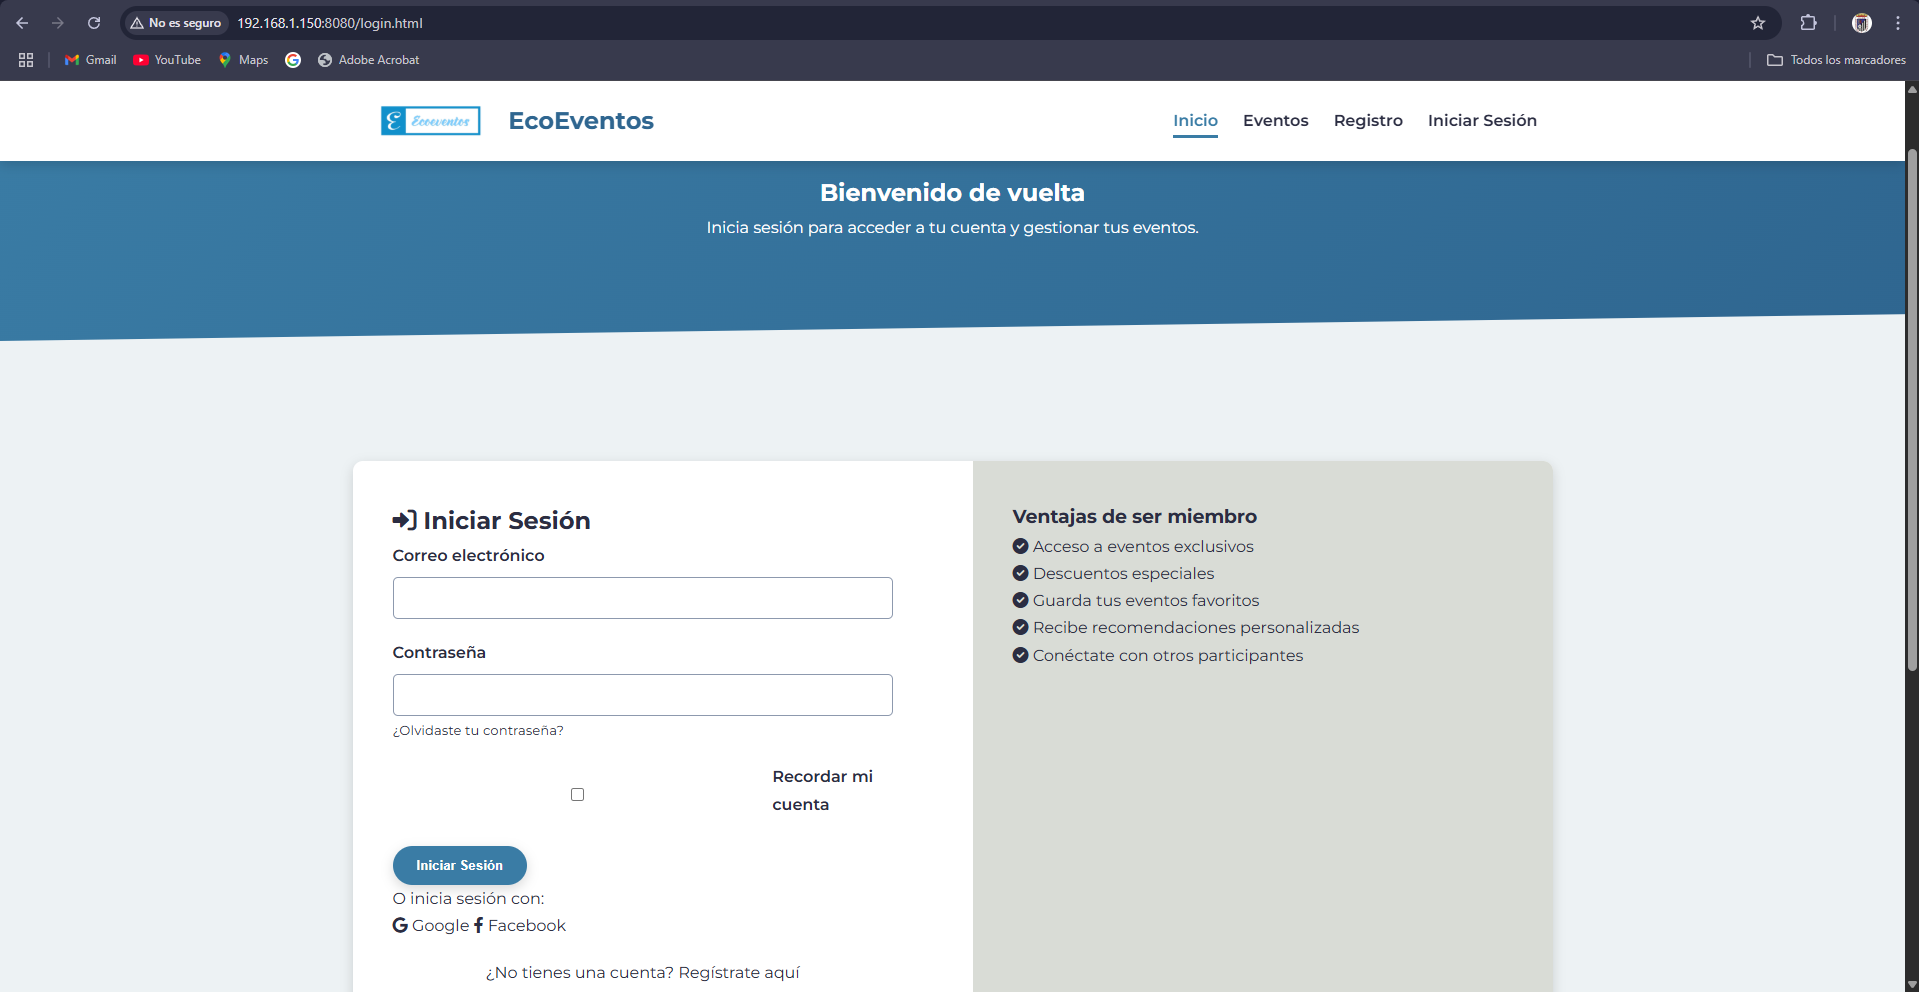 No es seguro
192.168.1.150:8080/login.html
Gmail
YouTube
Maps
Adobe Acrobat
Todos los marcadores
Ecoeventos
EcoEventos
Inicio
Eventos
Registro
Iniciar Sesión
Bienvenido de vuelta
Inicia sesión para acceder a tu cuenta y gestionar tus eventos.
Iniciar Sesión
Correo electrónico
Contraseña
¿Olvidaste tu contraseña?
Recordar mi
cuenta
Iniciar Sesión
O inicia sesión con:
Google Facebook
¿No tienes una cuenta? Regístrate aquí
Ventajas de ser miembro
Acceso a eventos exclusivos
Descuentos especiales
Guarda tus eventos favoritos
Recibe recomendaciones personalizadas
Conéctate con otros participantes